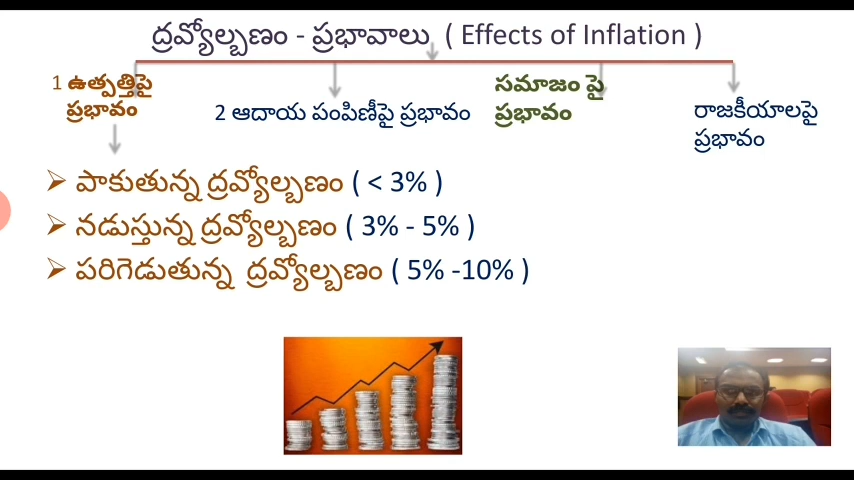 ద్రవ్యోల్బణం - ప్రభావాలు ( Effects of Inflation )
1 ఉత్పత్తిపై
ప్రభావం
2 ఆదాయ పంపిణీపై ప్రభావం
సమాజం పై
ప్రభావం
రాజకీయాలపై
ప్రభావం
➢ పాకుతున్న ద్రవ్యోల్బణం ( < 3% )
➢ నడుస్తున్న ద్రవ్యోల్బణం ( 3% - 5% )
➢ పరిగెడుతున్న ద్రవ్యోల్బణం ( 5% -10% )